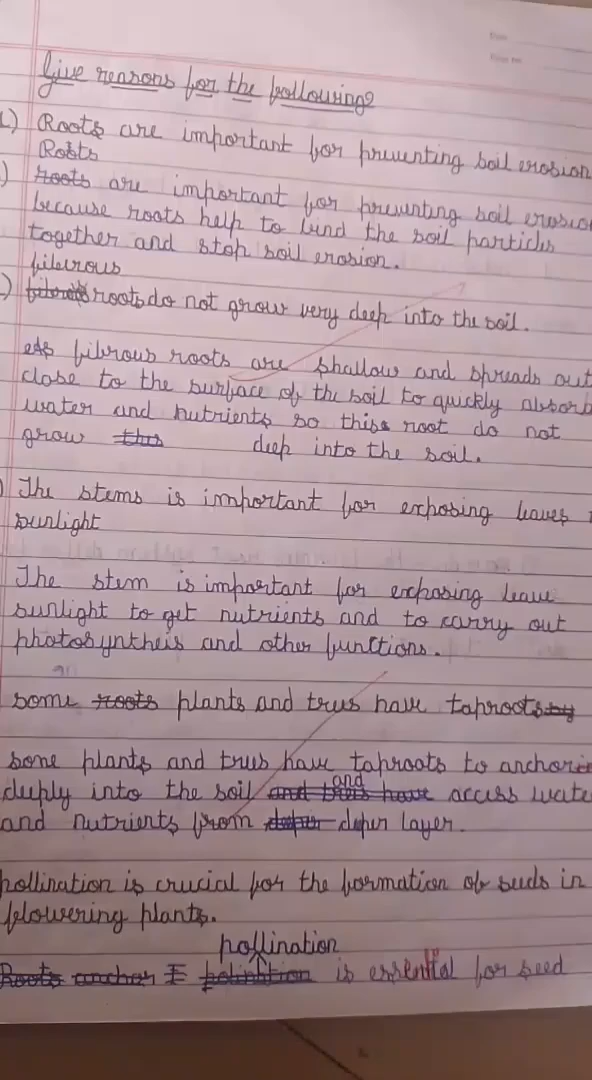 Give reasons for the following?
Roots are important for preventing soil erosion
Roots
roots are important for preventing soil erosion
because roots help to bind the soil particles
together and stop soil erosion.
fibrous
roots do not grow very deep into the soil.
fibrous roots are shallow and spreads out
close to the surface of the soil to quickly absorb
water and nutrients so this root do not
grow deep into the soil.
The stems is important for exposing leaves
sunlight
The stem is important for exposing leave
sunlight to get nutrients and to carry out
photosyntheis and other functions.
some roots plants and trees have taproots
some plants and trees have taproots to anchor
deeply into the soil and trees have access wate
and
and nutrients from deeper layer.
pollination is crucial for the formation of seeds in
flowering plants.
pollination
Roots anchor is essential for seed